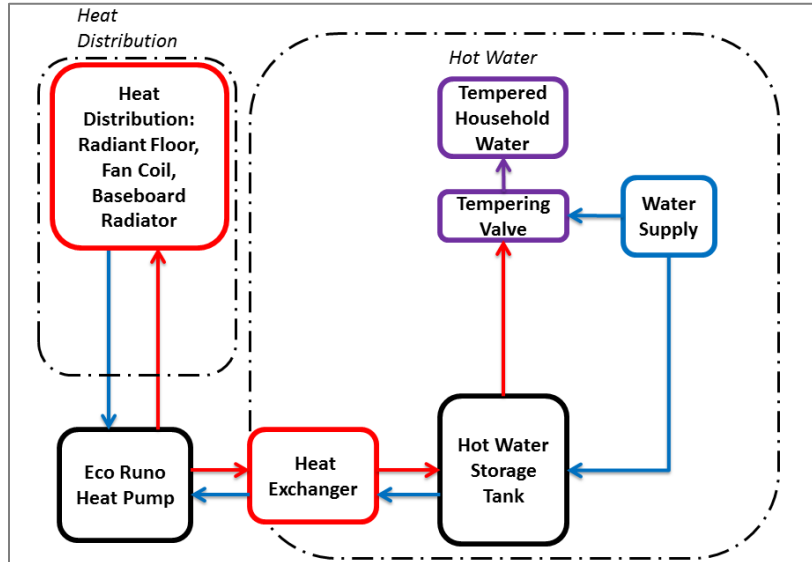 Heat
Distribution
Heat
Distribution:
Radiant Floor,
Fan Coil,
Baseboard
Radiator
Hot Water
Tempered
Household
Water
Tempering
Valve
Water
Supply
Eco Runo
Heat Pump
Heat
Exchanger
Hot Water
Storage
Tank